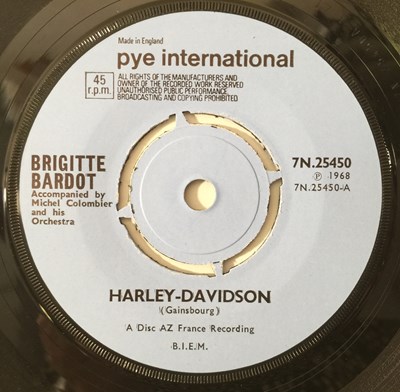 Made in England
pye international
45
r.p.m.
ALL RIGHTS OF THE MANUFACTURERS AND
OWNER OF THE RECORDED WORK RESERVED
UNAUTHORISED PUBLIC PERFORMANCE,
BROADCASTING AND COPYING PROHIBITED
BRIGITTE
BARDOT
Accompanied by
Michel Colombier
and his
Orchestra
7N.25450
℗ 1968
7N.25450-A
HARLEY-DAVIDSON
(Gainsbourg)
A Disc AZ France Recording
B.I.E.M.